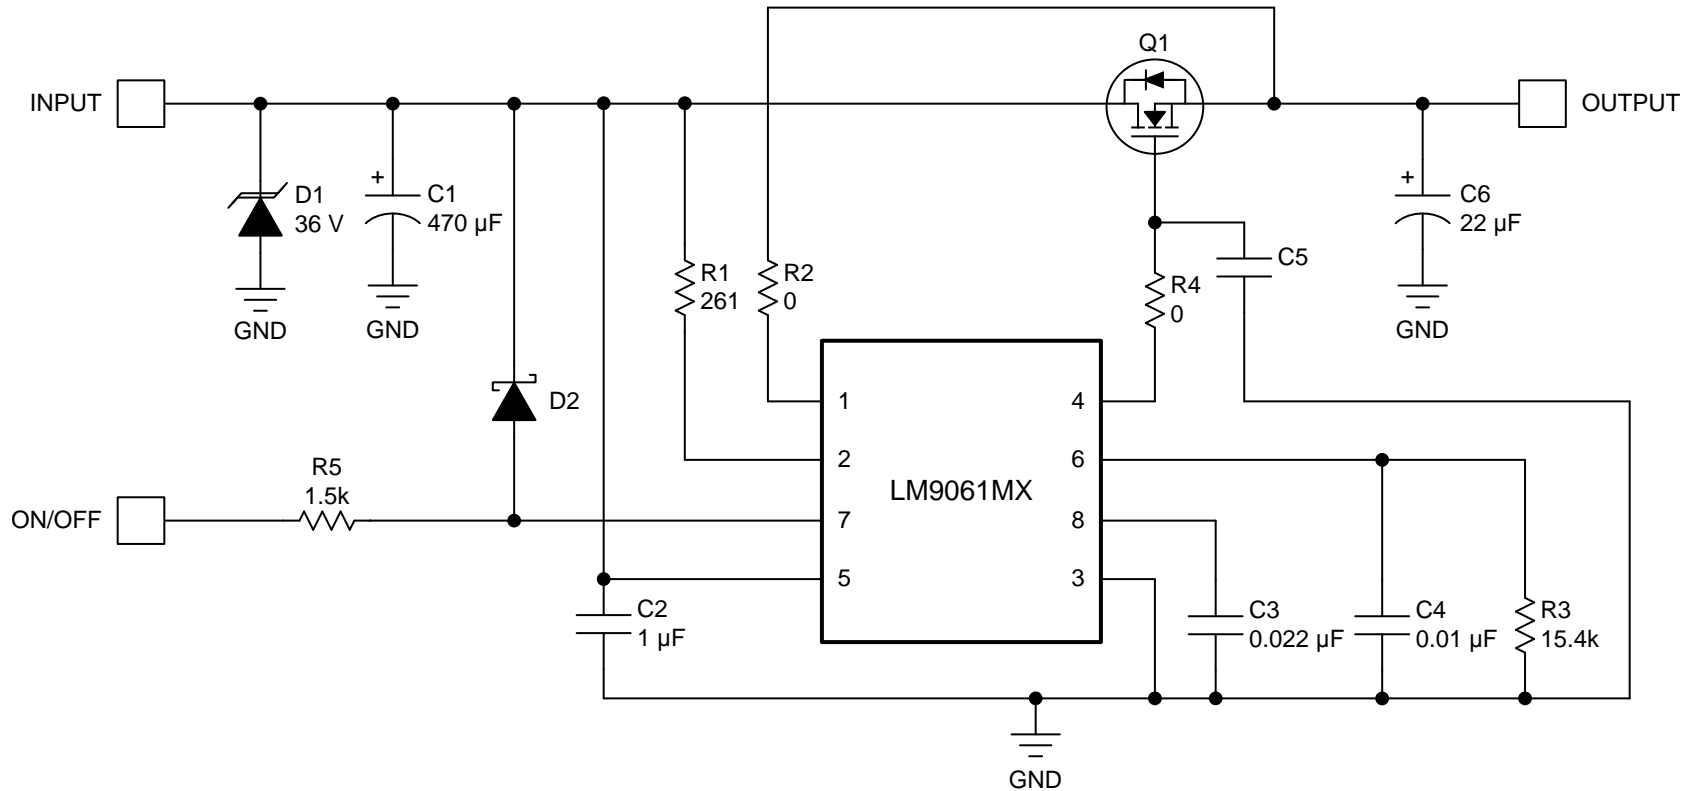 Q1
INPUT
OUTPUT
+
D1
36 V
+
C1
470 µF
+
C6
22 µF
C5
R1
261
R2
0
R4
0
GND
GND
GND
D2
1
4
2
6
R5
1.5k
LM9061MX
ON/OFF
7
8
5
3
C2
1 µF
C3
0.022 µF
C4
0.01 µF
R3
15.4k
GND